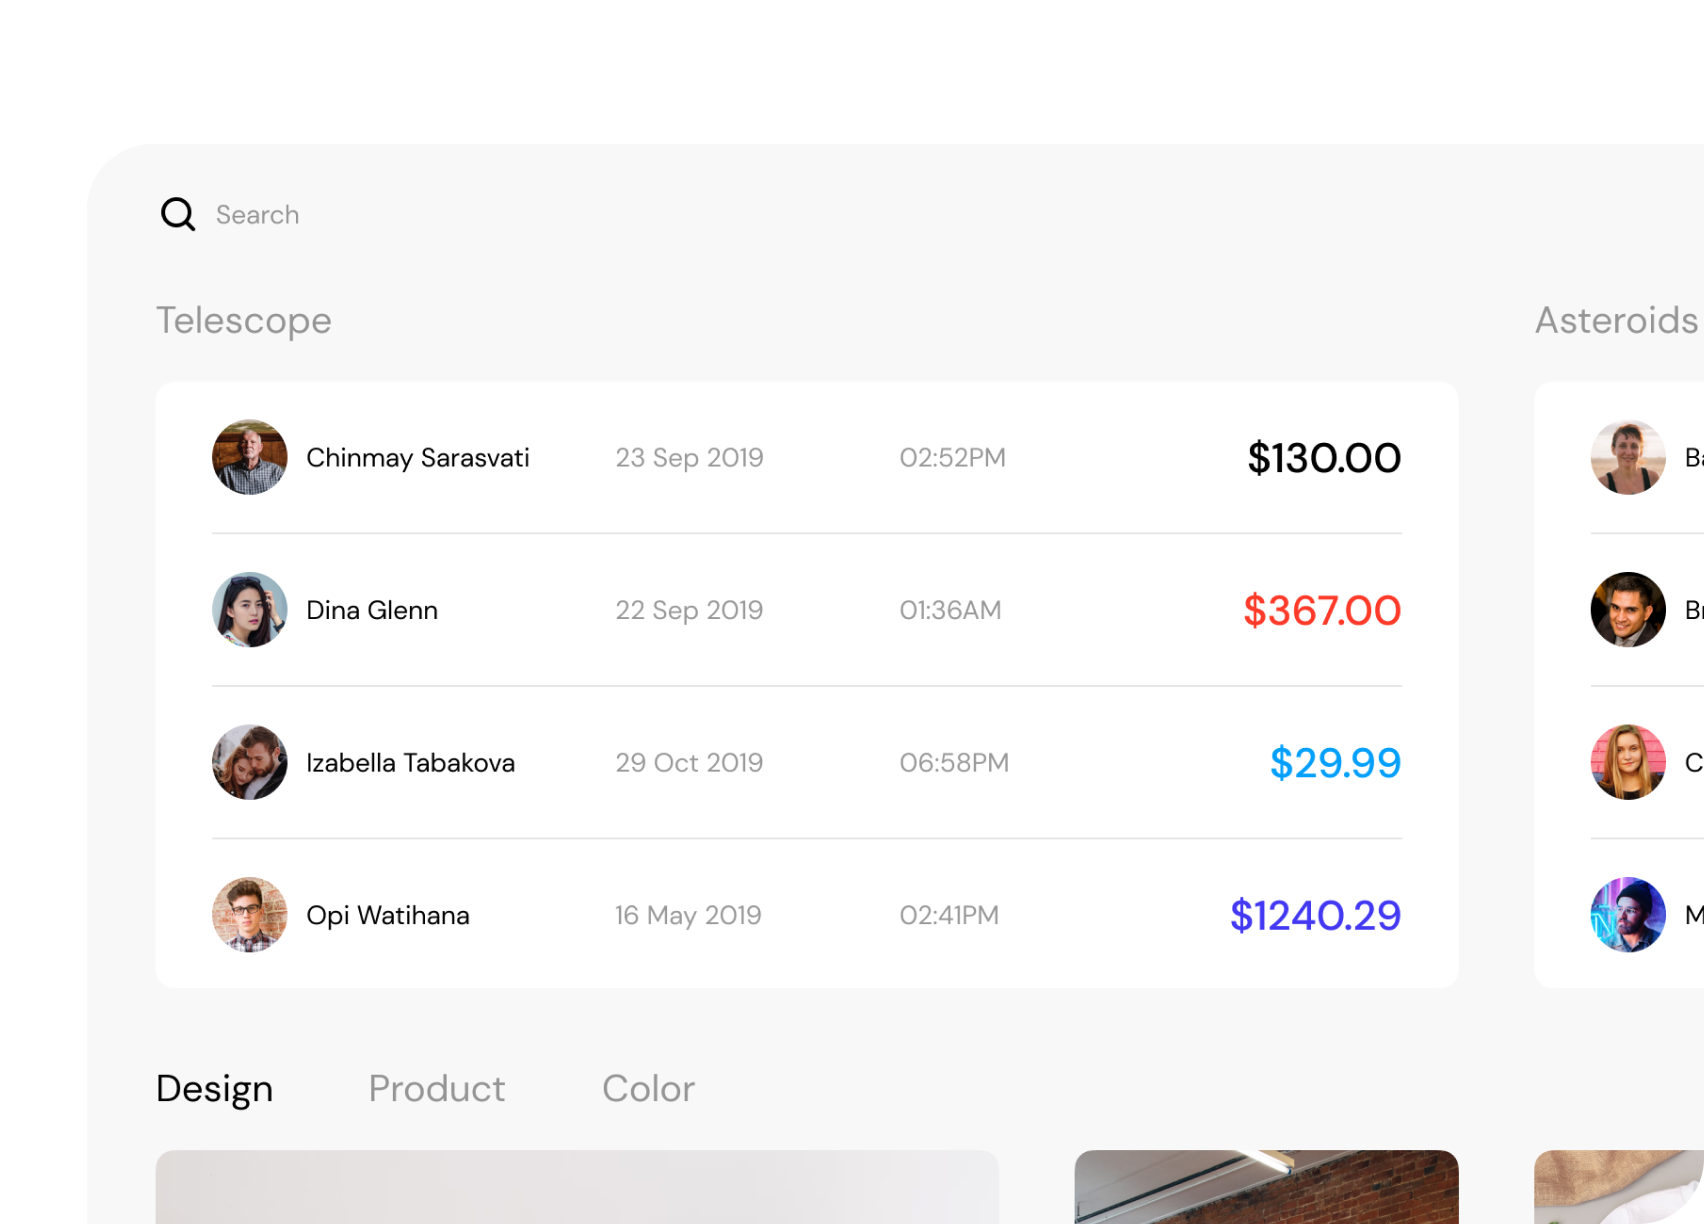 Search
Telescope
Asteroids
Chinmay Sarasvati 23 Sep 2019 02:52PM $130.00
Dina Glenn 22 Sep 2019 01:36AM $367.00
Izabella Tabakova 29 Oct 2019 06:58PM $29.99
Opi Watihana 16 May 2019 02:41PM $1240.29
Design Product Color